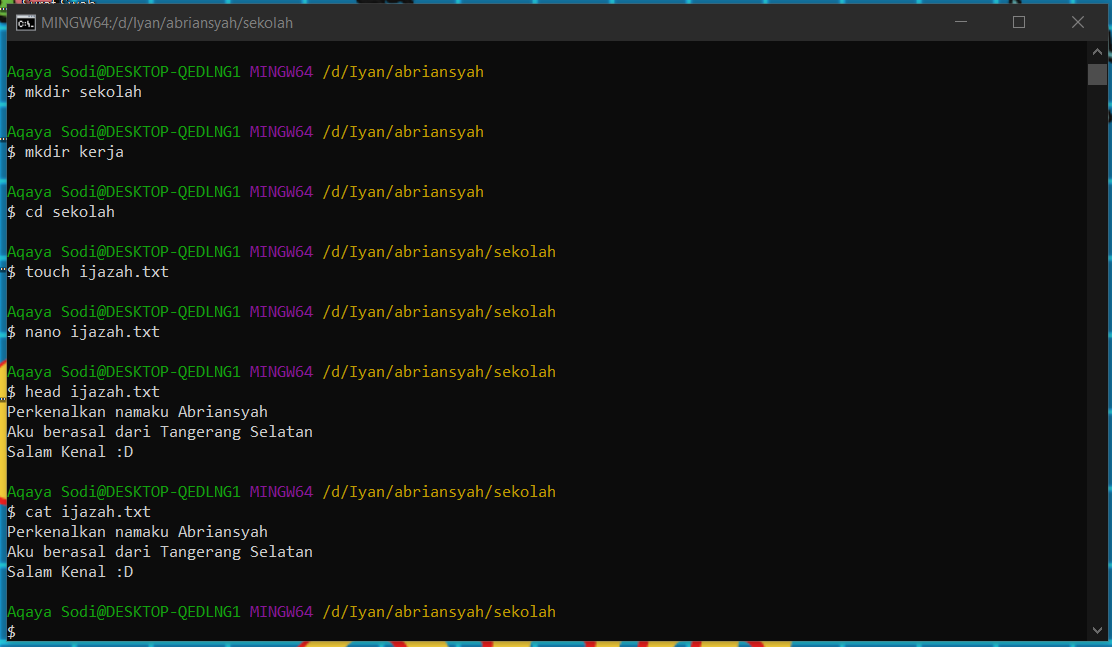 MINGW64:/d/Iyan/abriansyah/sekolah
Aqaya Sodi@DESKTOP-QEDLNG1 MINGW64 /d/Iyan/abriansyah
$ mkdir sekolah
Aqaya Sodi@DESKTOP-QEDLNG1 MINGW64 /d/Iyan/abriansyah
$ mkdir kerja
Aqaya Sodi@DESKTOP-QEDLNG1 MINGW64 /d/Iyan/abriansyah
$ cd sekolah
Aqaya Sodi@DESKTOP-QEDLNG1 MINGW64 /d/Iyan/abriansyah/sekolah
$ touch ijazah.txt
Aqaya Sodi@DESKTOP-QEDLNG1 MINGW64 /d/Iyan/abriansyah/sekolah
$ nano ijazah.txt
Aqaya Sodi@DESKTOP-QEDLNG1 MINGW64 /d/Iyan/abriansyah/sekolah
$ head ijazah.txt
Perkenalkan namaku Abriansyah
Aku berasal dari Tangerang Selatan
Salam Kenal :D
Aqaya Sodi@DESKTOP-QEDLNG1 MINGW64 /d/Iyan/abriansyah/sekolah
$ cat ijazah.txt
Perkenalkan namaku Abriansyah
Aku berasal dari Tangerang Selatan
Salam Kenal :D
Aqaya Sodi@DESKTOP-QEDLNG1 MINGW64 /d/Iyan/abriansyah/sekolah
$